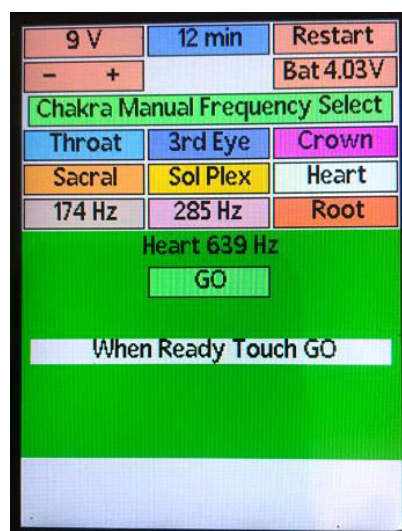 9 V 12 min Restart
- + Bat 4.03V
Chakra Manual Frequency Select
Throat 3rd Eye Crown
Sacral Sol Plex Heart
174 Hz 285 Hz Root
Heart 639 Hz
GO
When Ready Touch GO